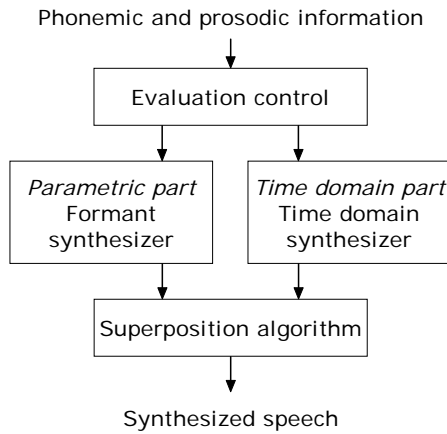 Phonemic and prosodic information
Evaluation control
Parametric part
Formant
synthesizer
Time domain part
Time domain
synthesizer
Superposition algorithm
Synthesized speech